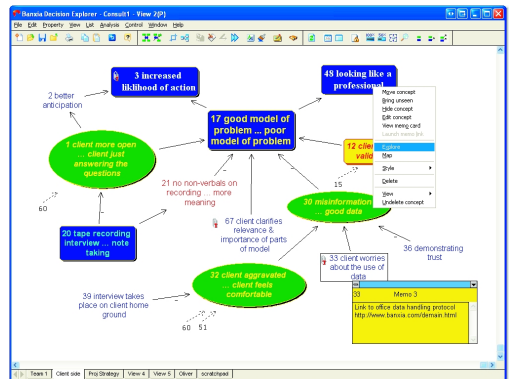 Banxia Decision Explorer - Consult1 - View 2(P)
File Edit Property View List Analysis Control Window Help
3 increased
liklihood of action
48 looking like a
professional
2 better
anticipation
17 good model of
problem ... poor
model of problem
1 client more open
... client just
answering the
questions
12 clie
valid
21 no non-verbals on
recording ... more
meaning
15
60
30 misinformation
... good data
67 client clarifies
relevance &
importance of parts
of model
20 tape recording
interview ... note
taking
36 demonstrating
trust
33 client worries
about the use of
data
32 client aggravated
... client feels
comfortable
39 interview takes
place on client home
ground
60 51
Move concept
Bring unseen
Hide concept
Edit concept
View memo card
Launch memo link
Explore
Map
Style
Delete
View
Undelete concept
33 Memo 3
Link to office data handling protocol
http://www.banxia.com/demain.html
Team 1 Client side Proj Strategy View 4 View 5 Oliver scratchpad